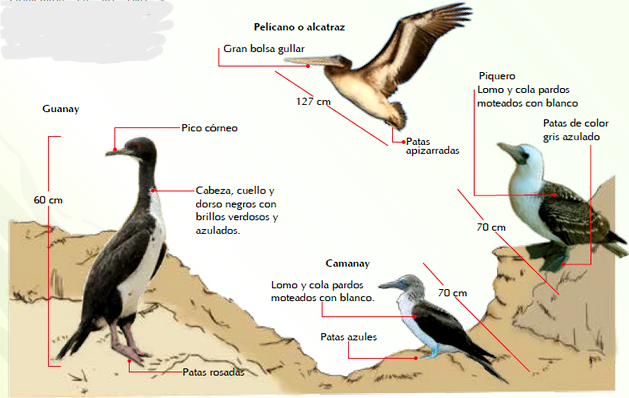 Pelícano o alcatraz
Gran bolsa gullar
127 cm
Patas
apizarradas
Piquero
Lomo y cola pardos
moteados con blanco
Patas de color
gris azulado
70 cm
Guanay
Pico córneo
60 cm
Cabeza, cuello y
dorso negros con
brillos verdosos y
azulados.
Patas rosadas
Camanay
Lomo y cola pardos
moteados con blanco.
70 cm
Patas azules